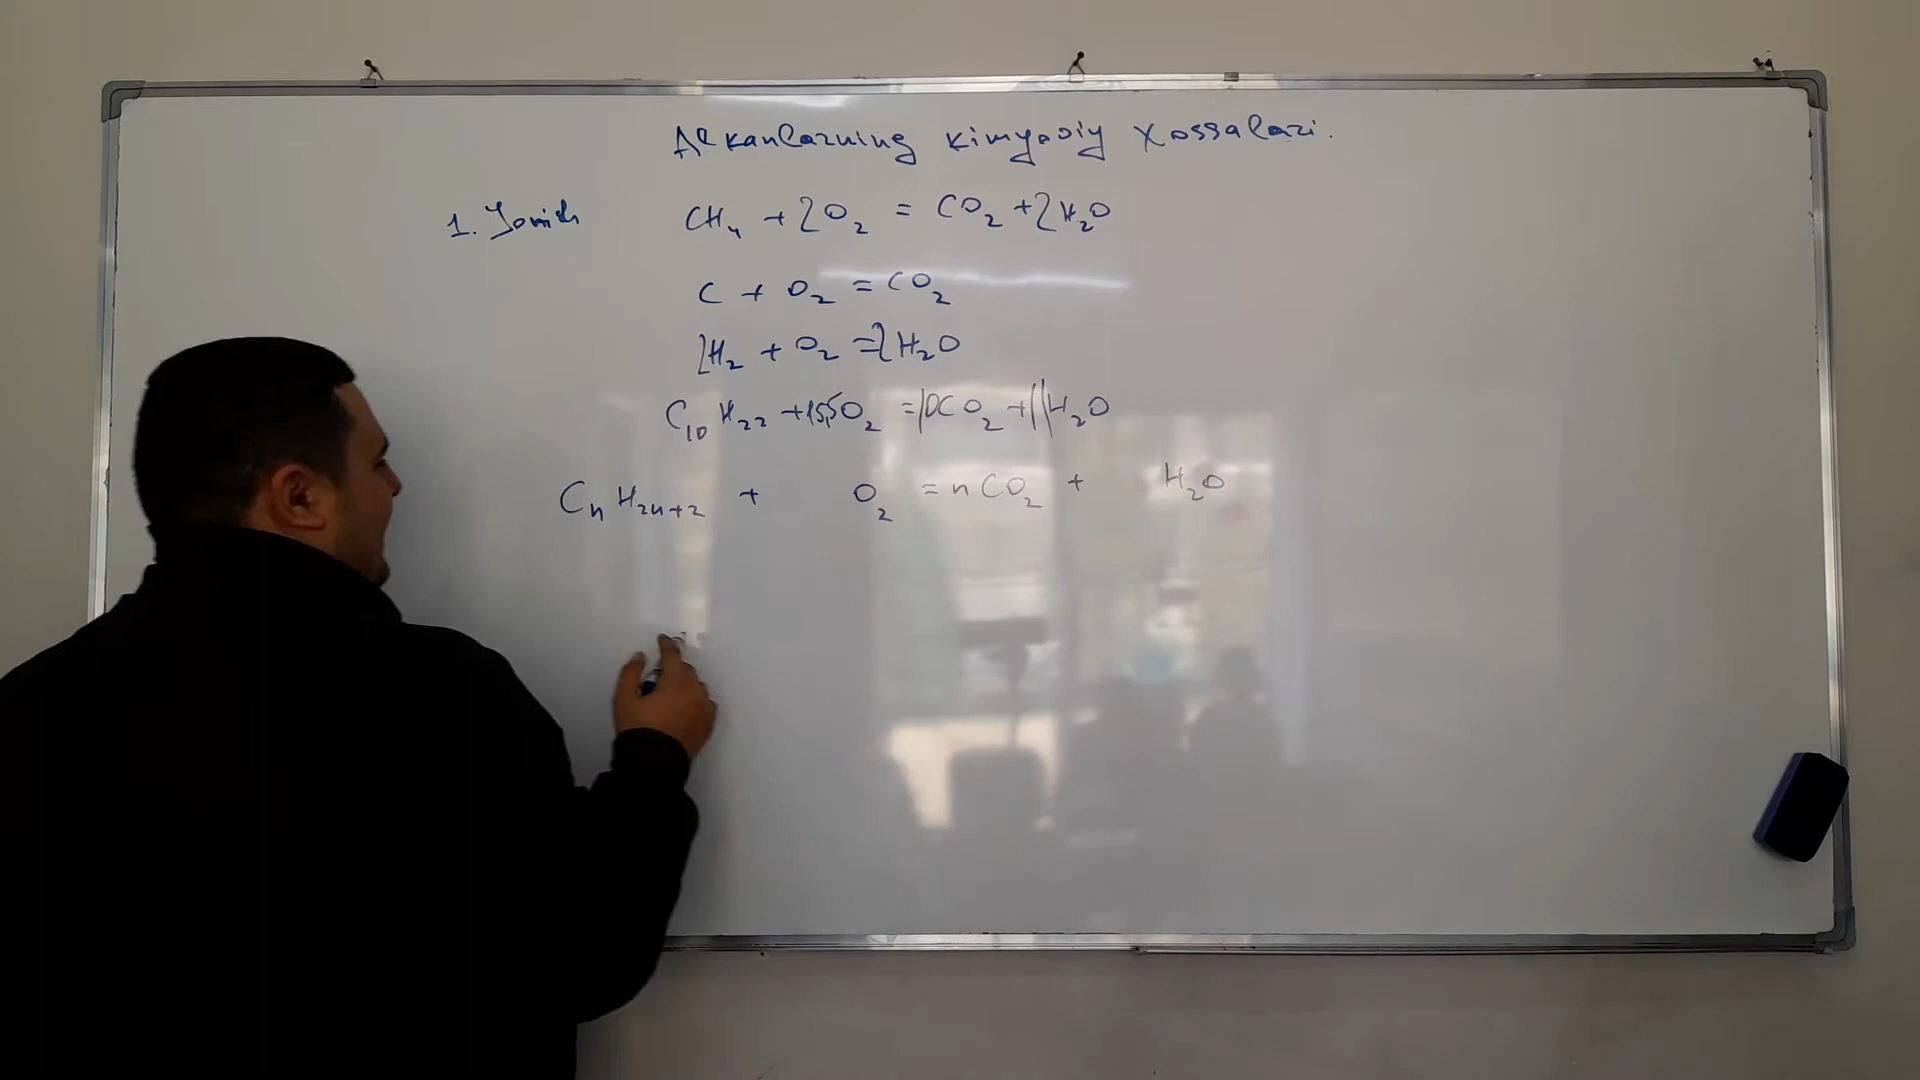 Alkanlarning kimyoviy xossalari.
1. Yonish CH₄ + 2O₂ = CO₂ + 2H₂O
C + O₂ = CO₂
2H₂ + O₂ = 2H₂O
C₁₀H₂₂ + 15,5O₂ = 10CO₂ + 11H₂O
CₙH₂ₙ₊₂ + O₂ = nCO₂ + H₂O